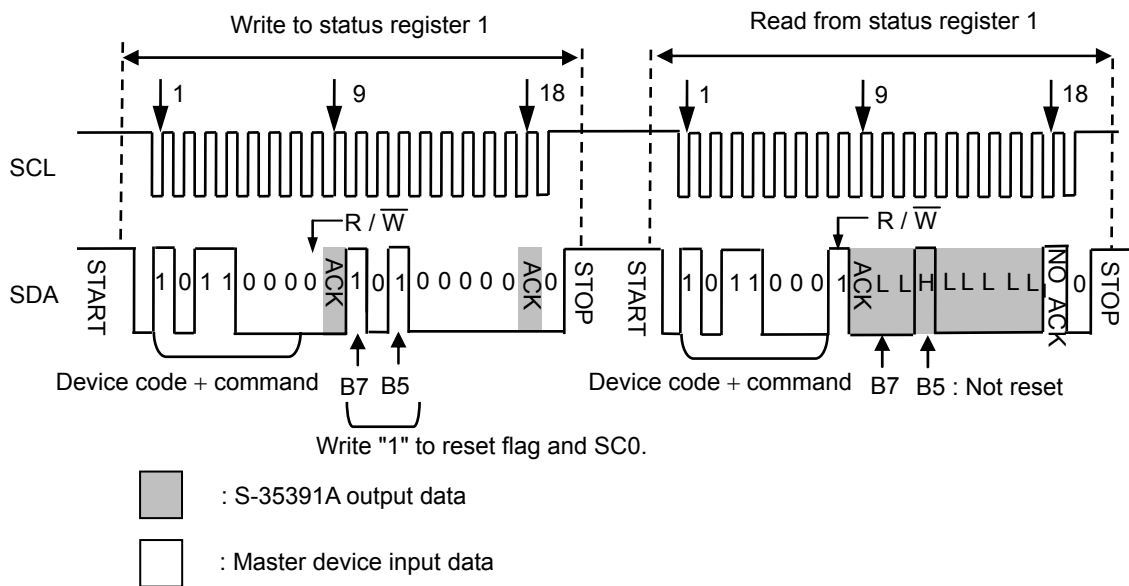 Write to status register 1
Read from status register 1
1 9 18 1 9 18
SCL
R / W R / W
SDA
START 1 0 1 1 0 0 0 0 ACK 1 0 1 0 0 0 0 0 ACK 0 STOP START 1 0 1 1 0 0 0 1 ACK L L H L L L L L NO_ACK 0 STOP
Device code + command B7 B5 Device code + command B7 B5 : Not reset
Write "1" to reset flag and SC0.
: S-35391A output data
: Master device input data